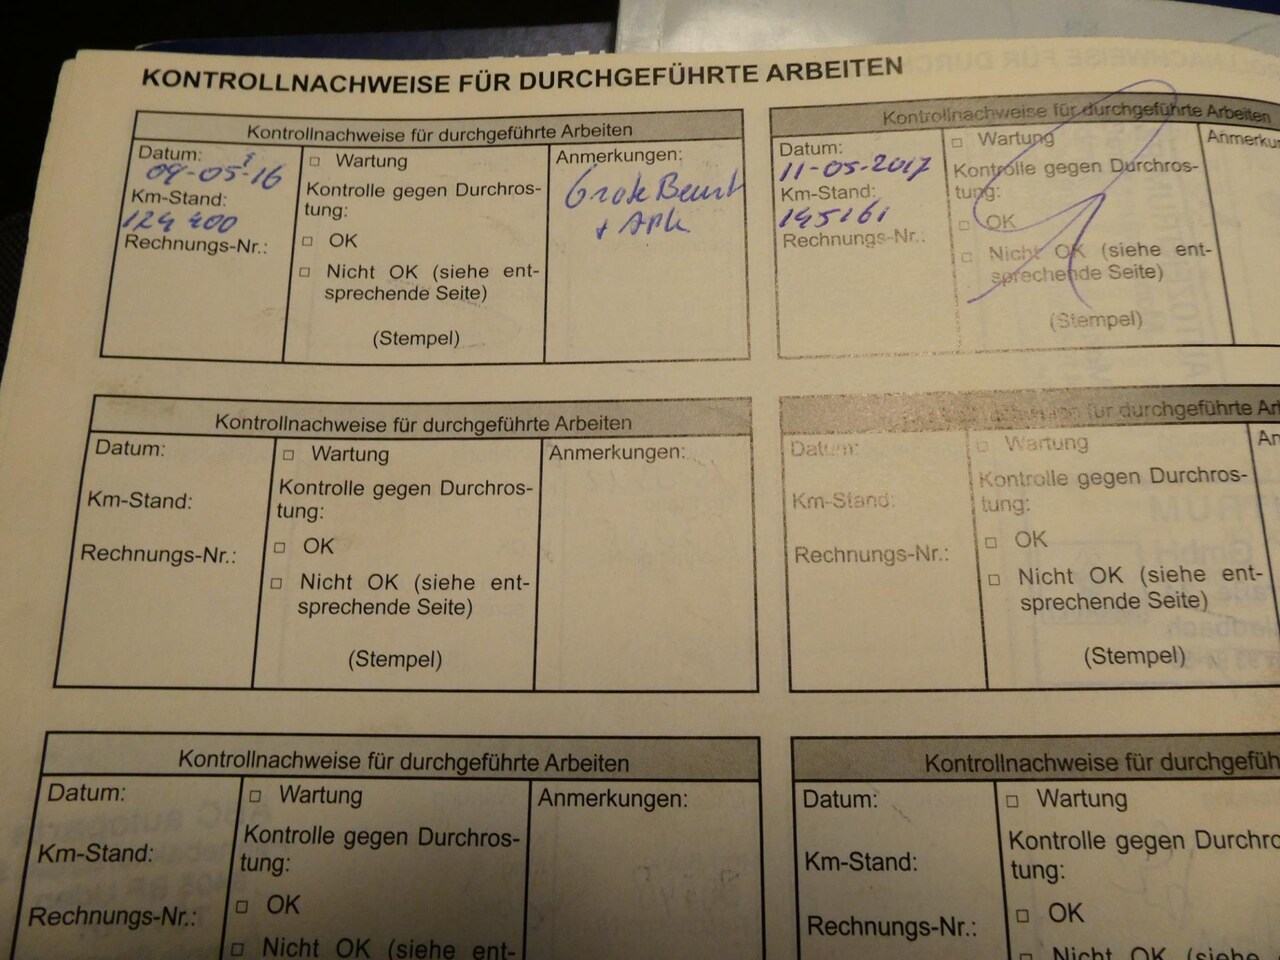 KONTROLLNACHWEISE FÜR DURCHGEFÜHRTE ARBEITEN
Kontrollnachweise für durchgeführte Arbeiten
Datum:
09-05-16
Km-Stand:
124 400
Rechnungs-Nr.:
Wartung
Kontrolle gegen Durchros-
tung:
OK
Nicht OK (siehe ent-
sprechende Seite)
(Stempel)
Anmerkungen:
Grote Beurt
Kontrollnachweise für durchgeführte Arbeiten
Datum:
11-05-2017
Km-Stand:
145161
Rechnungs-Nr.:
Wartung
Kontrolle gegen Durchros-
tung:
OK
Nicht OK (siehe ent-
sprechende Seite)
(Stempel)
Kontrollnachweise für durchgeführte Arbeiten
Datum:
Km-Stand:
Rechnungs-Nr.:
Wartung
Kontrolle gegen Durchros-
tung:
OK
Nicht OK (siehe ent-
sprechende Seite)
(Stempel)
Anmerkungen:
für durchgeführte
Datum:
Km-Stand:
Rechnungs-Nr.:
Wartung
Kontrolle gegen Durchros-
tung:
OK
Nicht OK (siehe ent-
sprechende Seite)
(Stempel)
Kontrollnachweise für durchgeführte Arbeiten
Datum:
Km-Stand:
Rechnungs-Nr.:
Wartung
Kontrolle gegen Durchros-
tung:
OK
Nicht OK (siehe ent-
Anmerkungen:
Kontrollnachweise für
Datum:
Km-Stand:
Rechnungs-Nr.:
Wartung
Kontrolle gegen
tung:
OK
Nicht OK (siehe